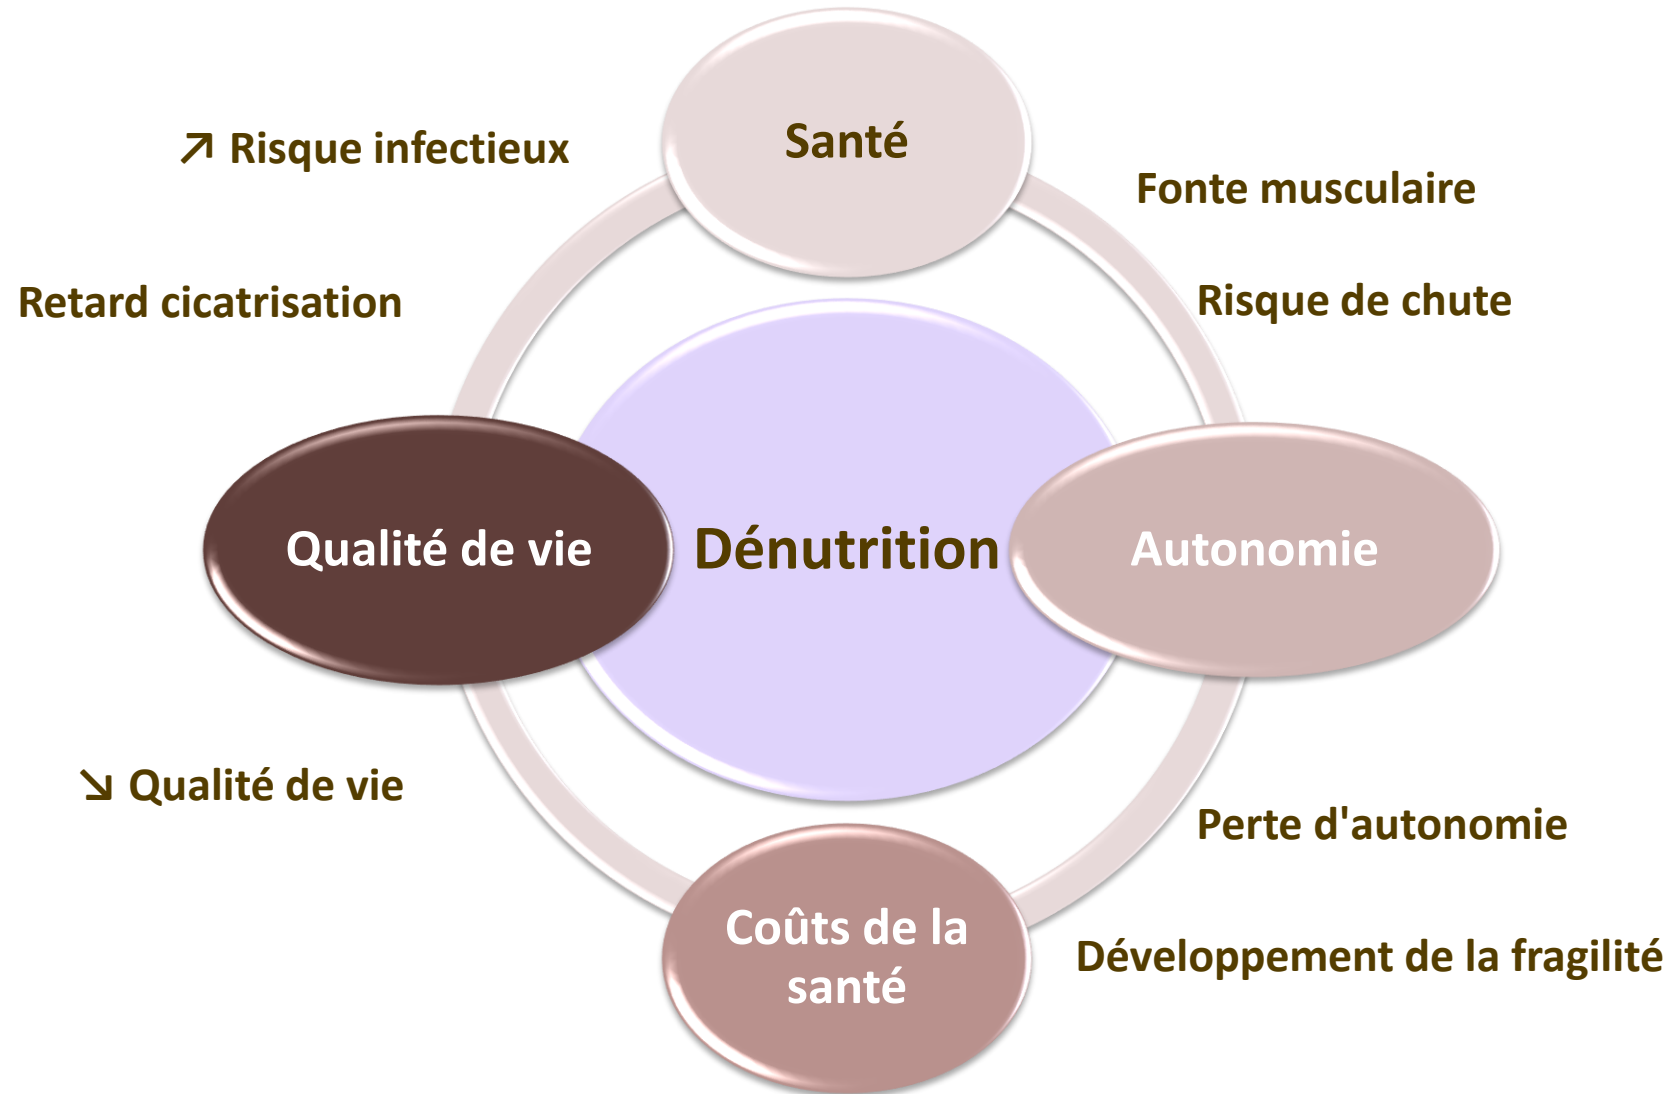 Santé
↗ Risque infectieux
Fonte musculaire
Retard cicatrisation
Risque de chute
Qualité de vie
Dénutrition
Autonomie
↘ Qualité de vie
Perte d'autonomie
Coûts de la
santé
Développement de la fragilité